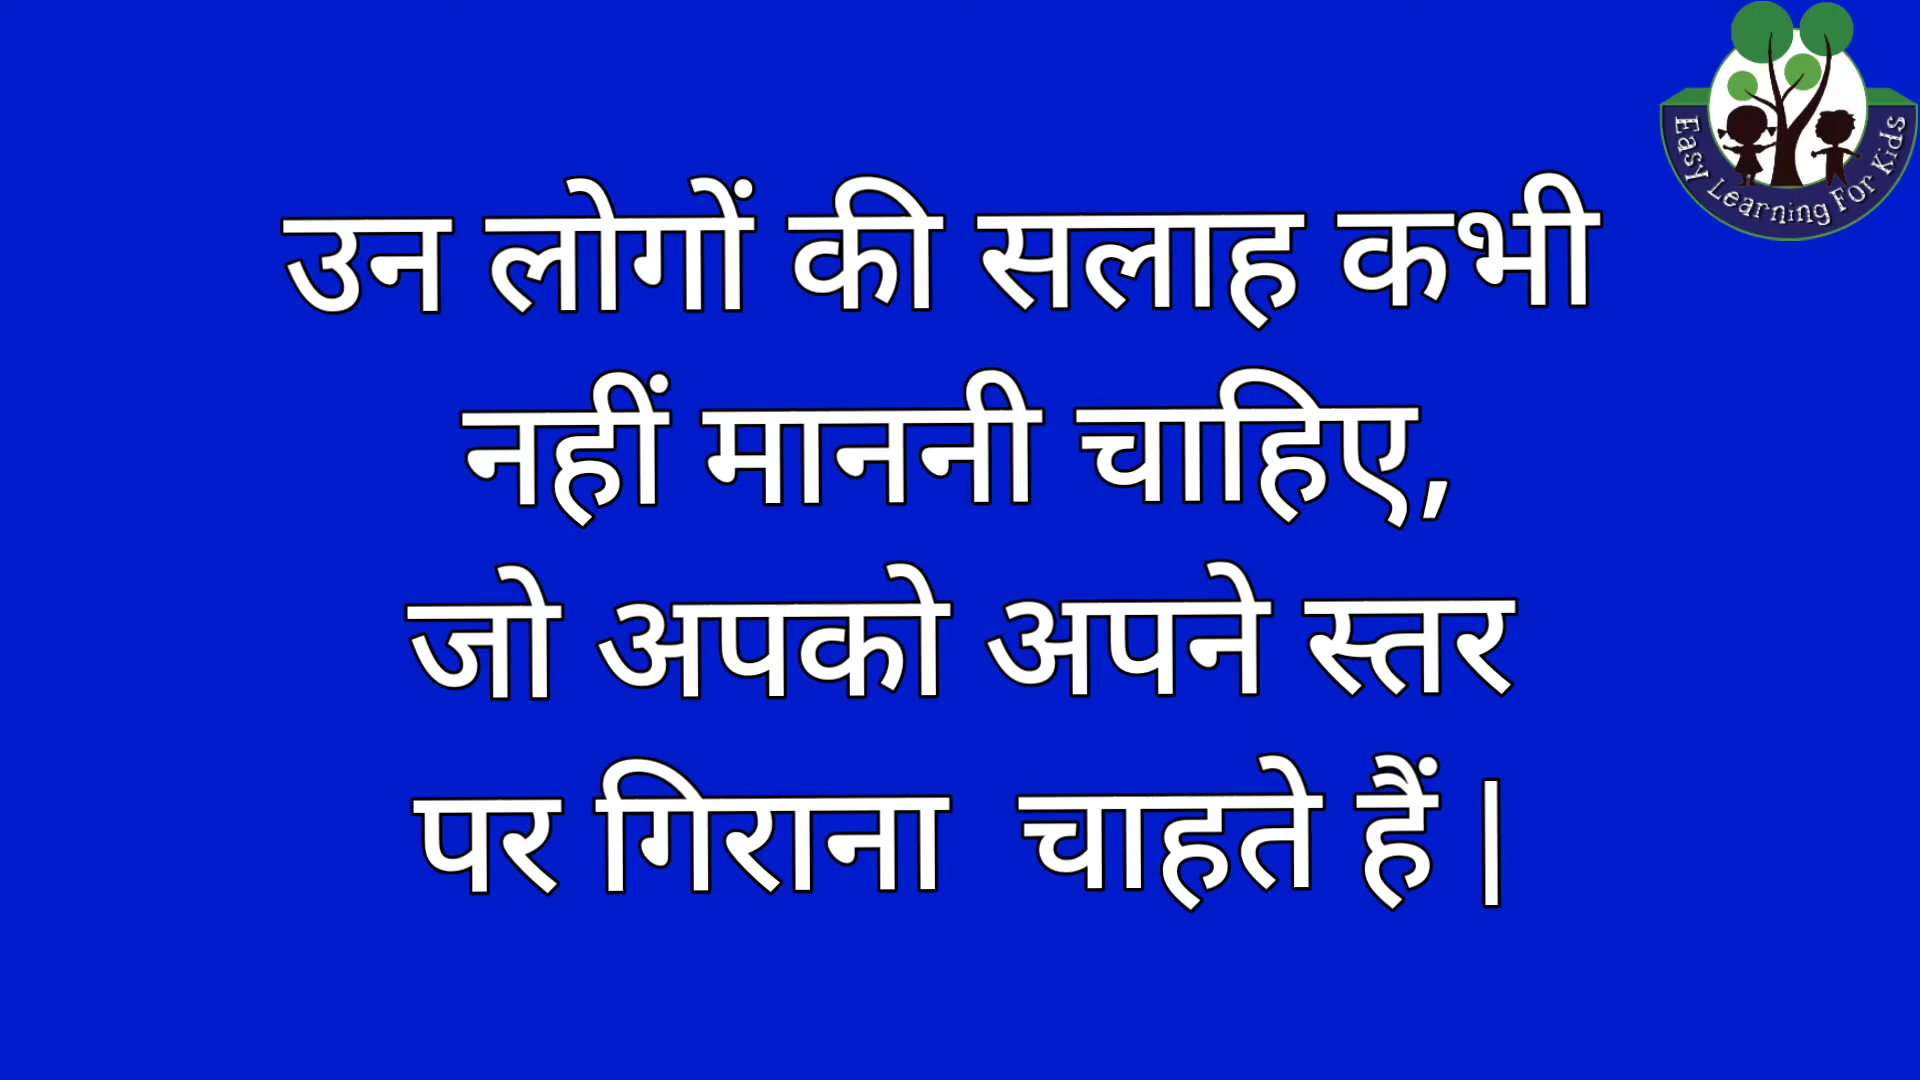 Easy Learning For Kids
उन लोगों की सलाह कभी
नहीं माननी चाहिए,
जो अपको अपने स्तर
पर गिराना  चाहते हैं |